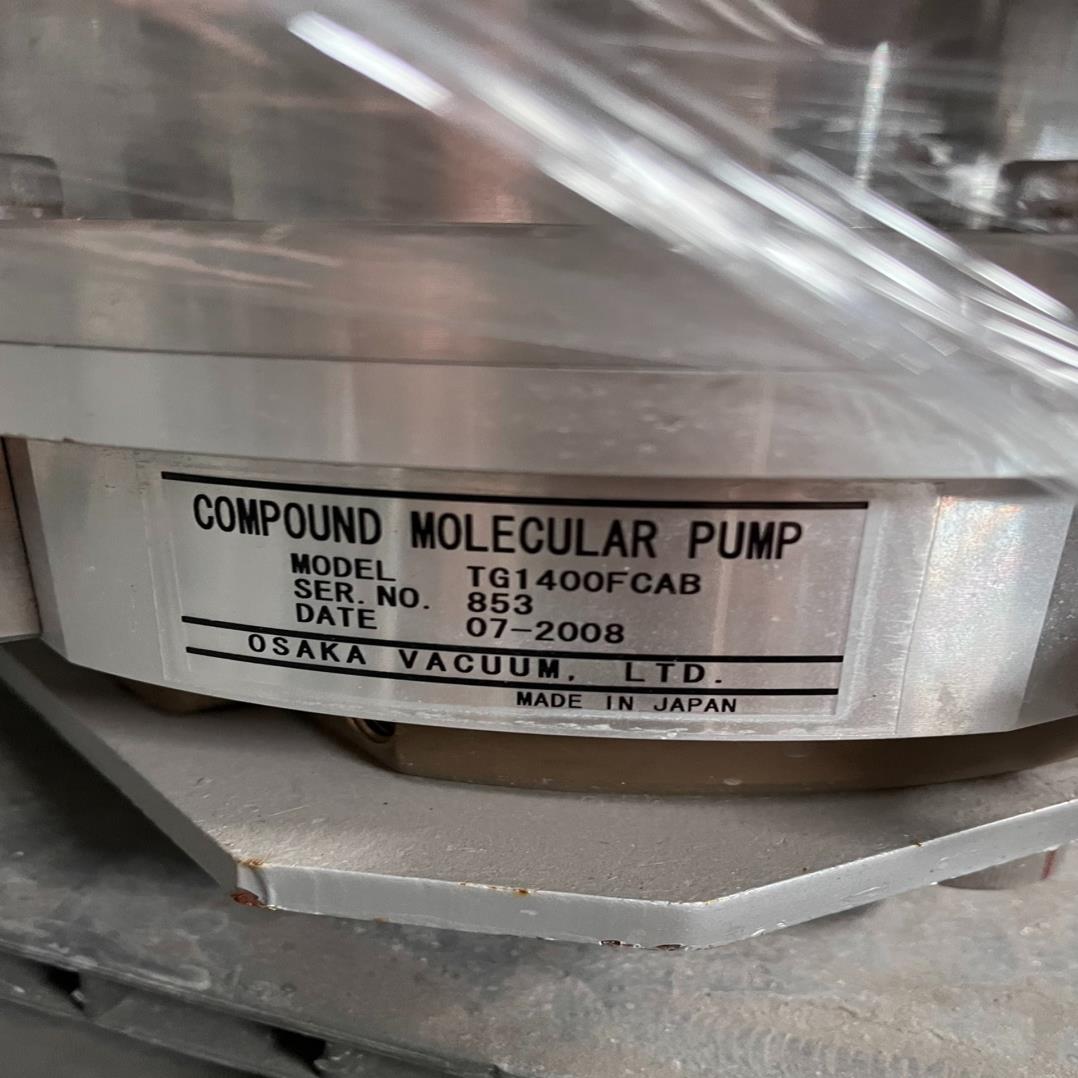 COMPOUND MOLECULAR PUMP
MODEL TG1400FCAB
SER. NO. 853
DATE 07-2008
OSAKA VACUUM, LTD.
MADE IN JAPAN